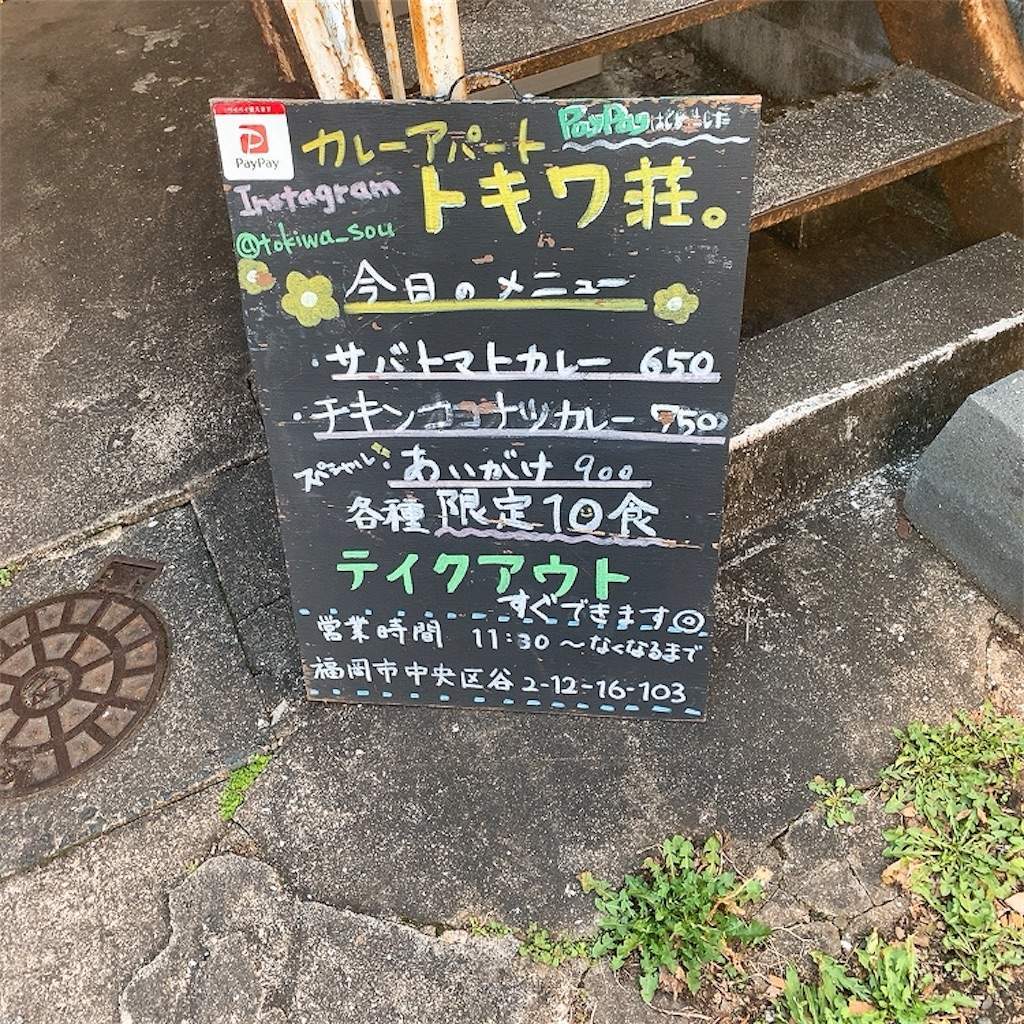 PayPay
カレーアパート
PayPayはじめました
トキワ荘。
Instagram
@tokiwa_sou
今日のメニュー
・サバトマトカレー 650
・チキンココナツカレー 750
スペシャル!
あいがけ 900
各種限定10食
テイクアウト
すぐできます◎
営業時間 11:30〜なくなるまで
福岡市中央区谷2-12-16-103